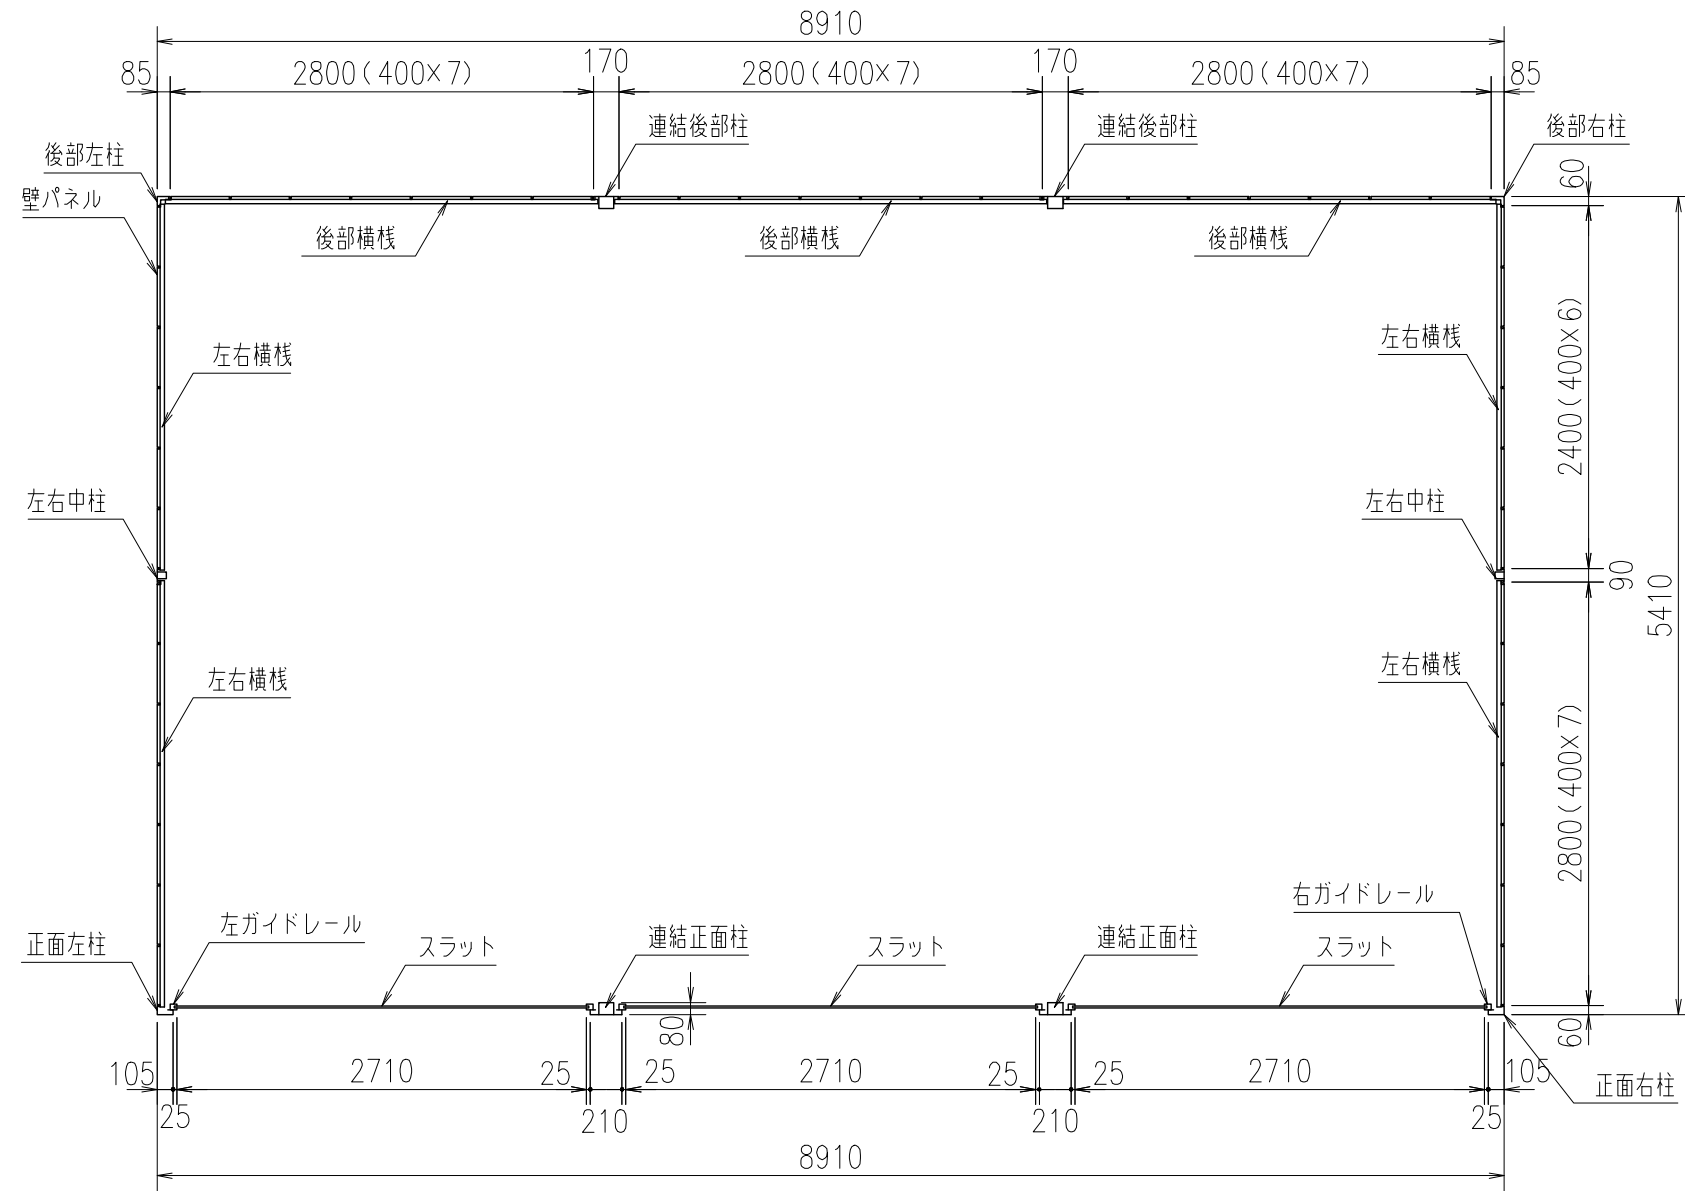 8910
85
2800(400×7)
170
2800(400×7)
170
2800(400×7)
85
連結後部柱
連結後部柱
後部右柱
後部左柱
60
壁パネル
後部横桟
後部横桟
後部横桟
左右横桟
左右横桟
2400(400×6)
左右中柱
左右中柱
90
5410
左右横桟
左右横桟
2800(400×7)
左ガイドレール
右ガイドレール
正面左柱
スラット
連結正面柱
スラット
連結正面柱
スラット
80
60
105
2710
25
25
2710
25
25
2710
105
正面右柱
25
210
210
25
8910